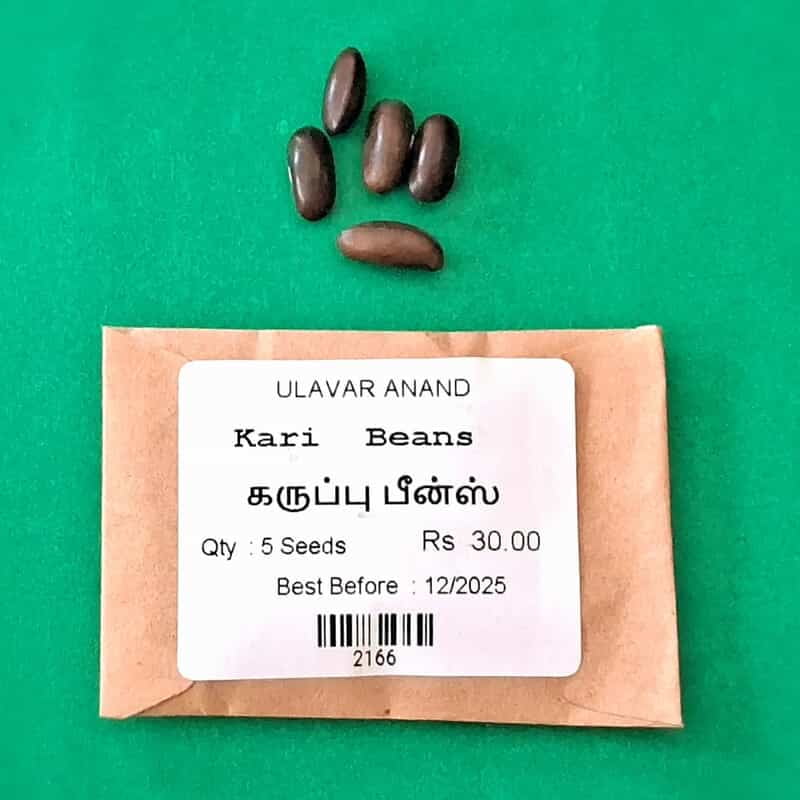 ULAVAR ANAND
Kari Beans
கருப்பு பீன்ஸ்
Qty : 5 Seeds Rs 30.00
Best Before : 12/2025
2166